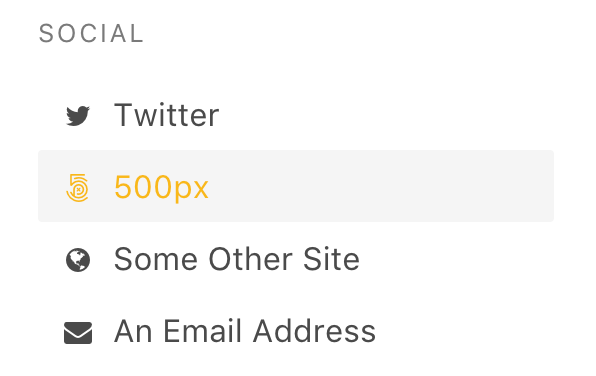 SOCIAL
Twitter
500px
Some Other Site
An Email Address